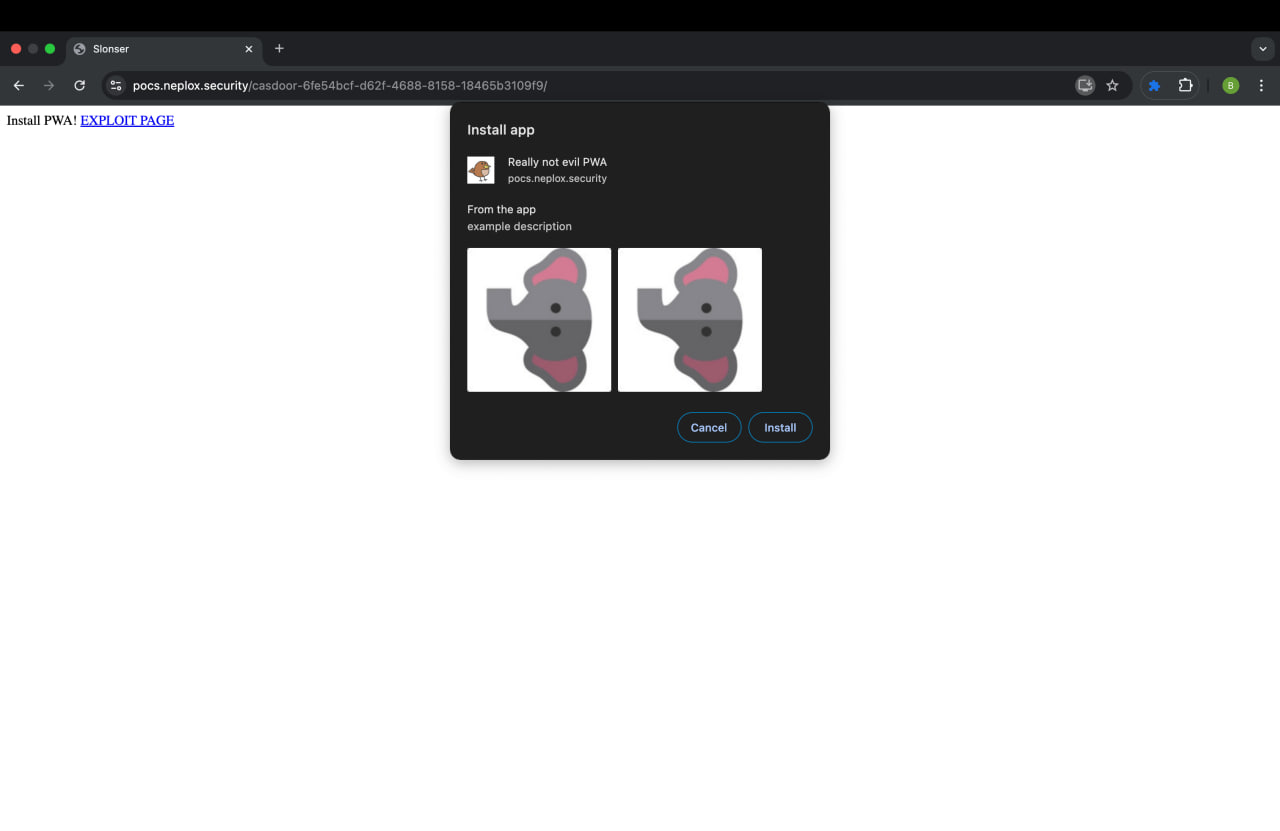 Slonser
pocs.neplox.security/casdoor-6fe54bcf-d62f-4688-8158-18465b3109f9/
B
Install PWA! EXPLOIT PAGE
Install app
Really not evil PWA
pocs.neplox.security
From the app
example description
Cancel
Install